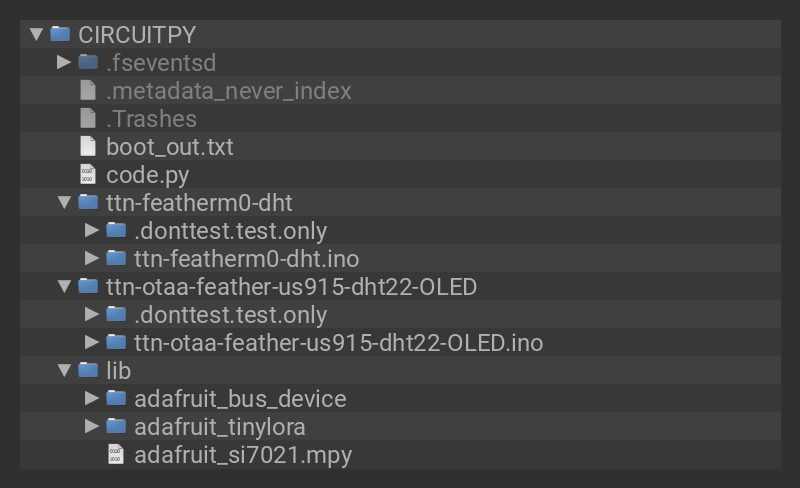 CIRCUITPY
.fseventsd
.metadata_never_index
.Trashes
boot_out.txt
code.py
ttn-featherm0-dht
.donttest.test.only
ttn-featherm0-dht.ino
ttn-otaa-feather-us915-dht22-OLED
.donttest.test.only
ttn-otaa-feather-us915-dht22-OLED.ino
lib
adafruit_bus_device
adafruit_tinylora
adafruit_si7021.mpy